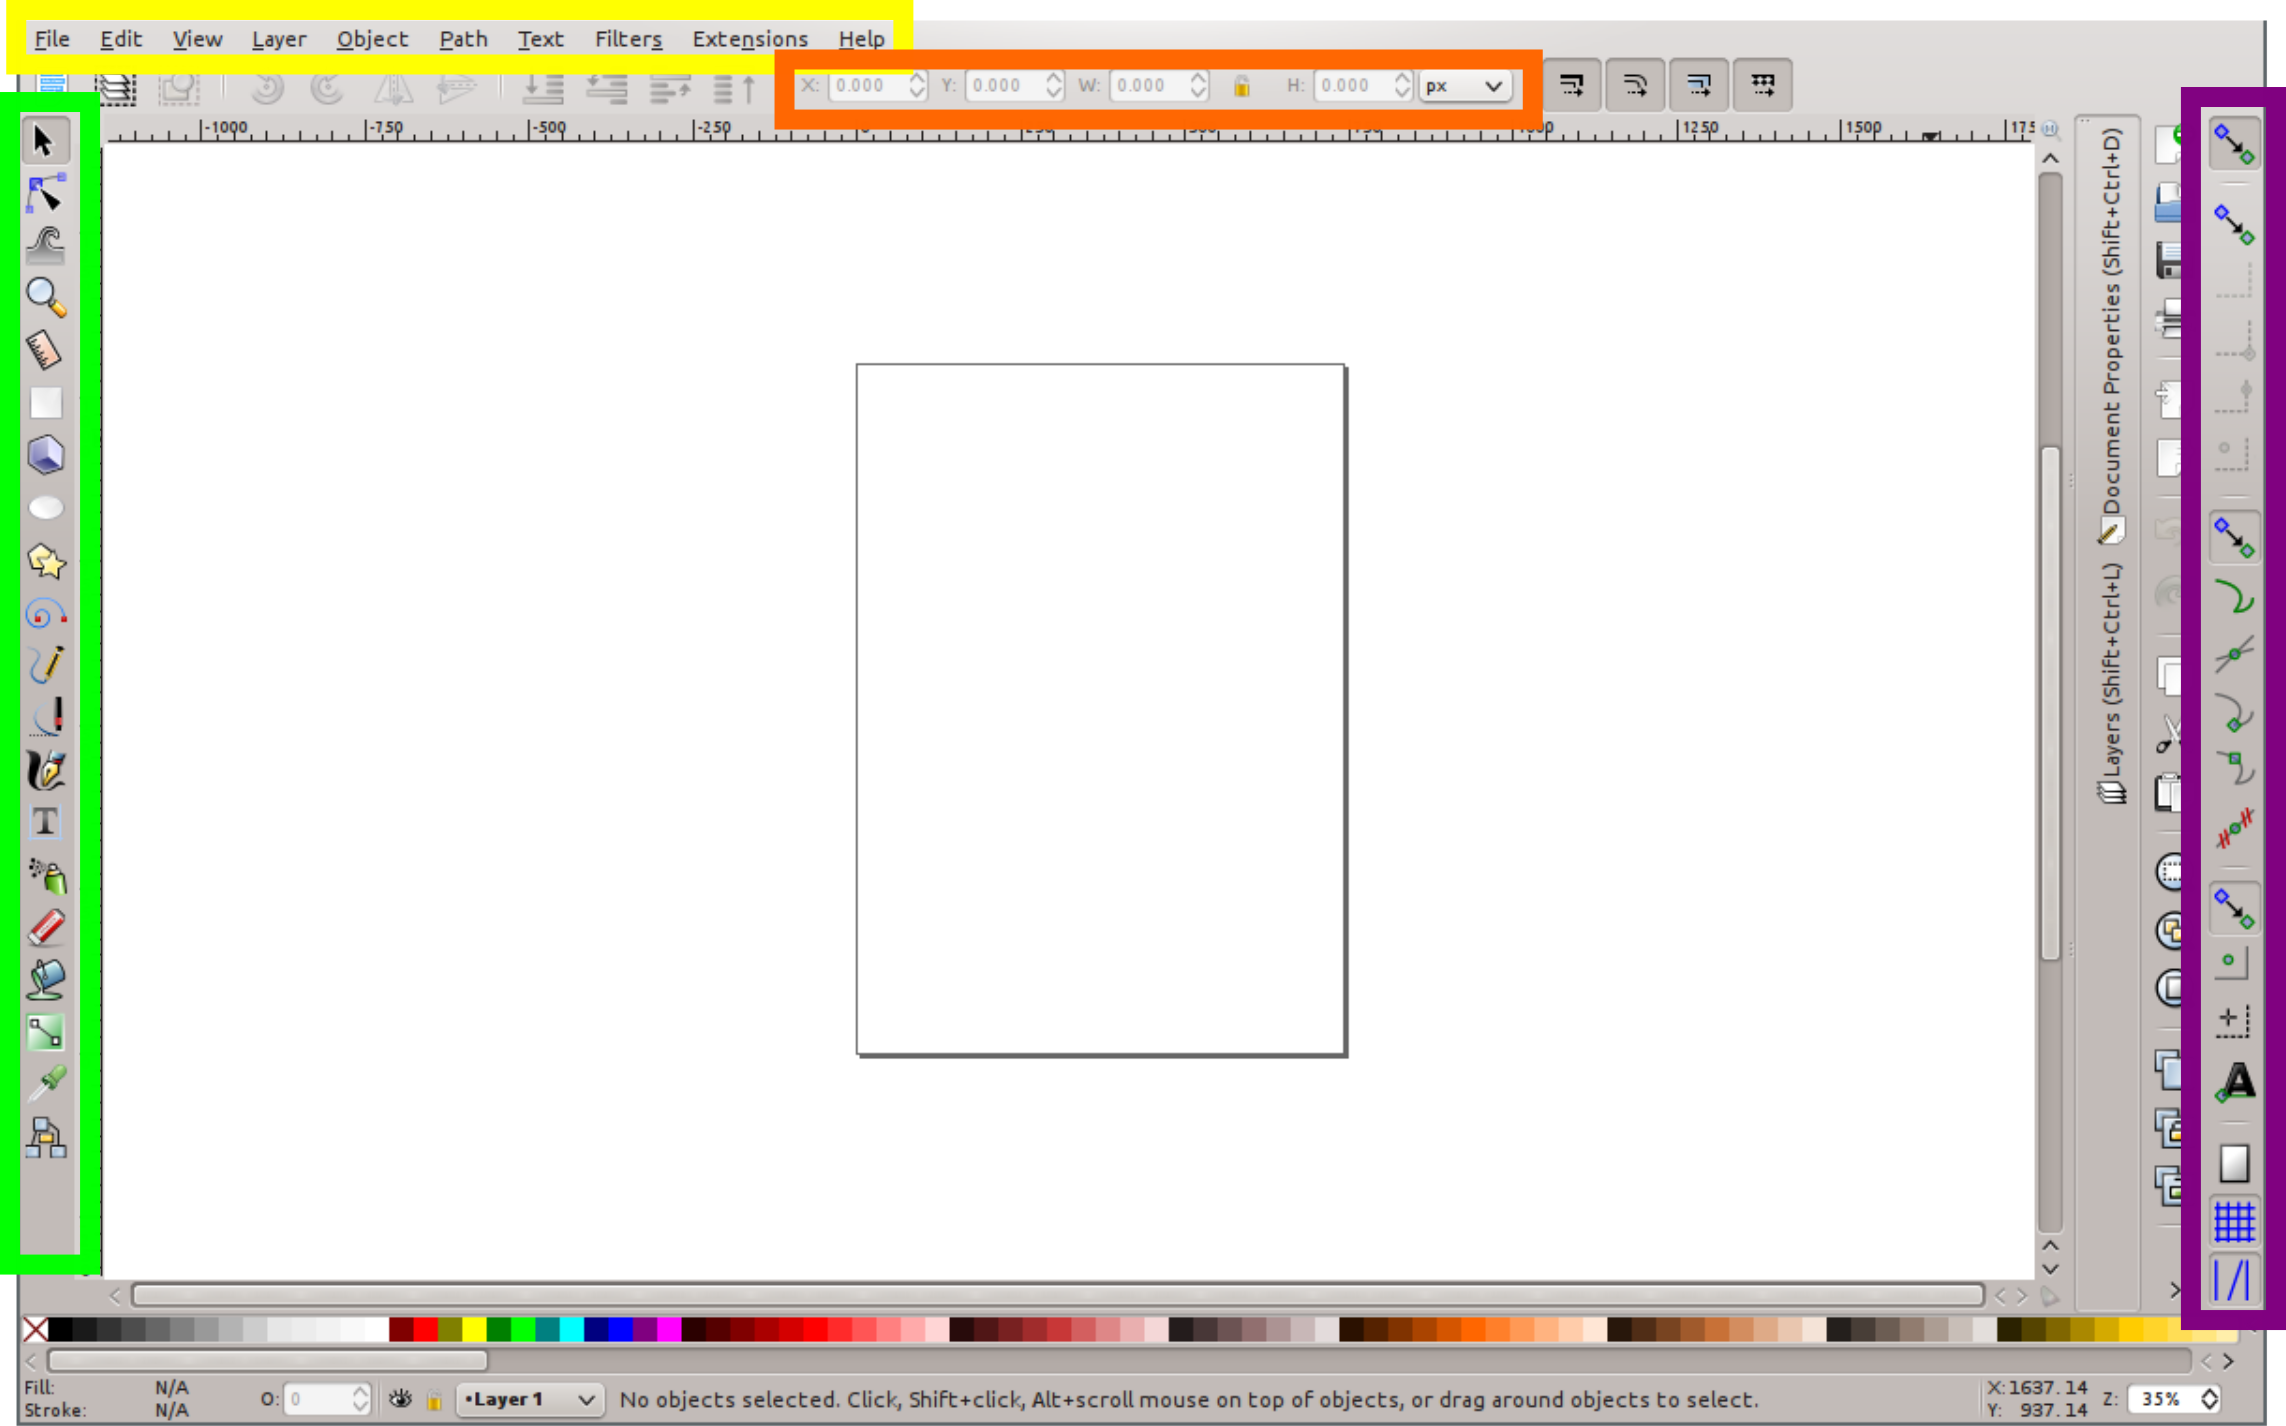 File Edit View Layer Object Path Text Filters Extensions Help
X: 0.000 Y: 0.000 W: 0.000 H: 0.000 px
-1000 -750 -500 -250 1250 1500 175
Document Properties (Shift+Ctrl+D)
Layers (Shift+Ctrl+L)
Fill: N/A
Stroke: N/A
O: 0
•Layer 1
No objects selected. Click, Shift+click, Alt+scroll mouse on top of objects, or drag around objects to select.
X: 1637.14
Y: 937.14
Z: 35%